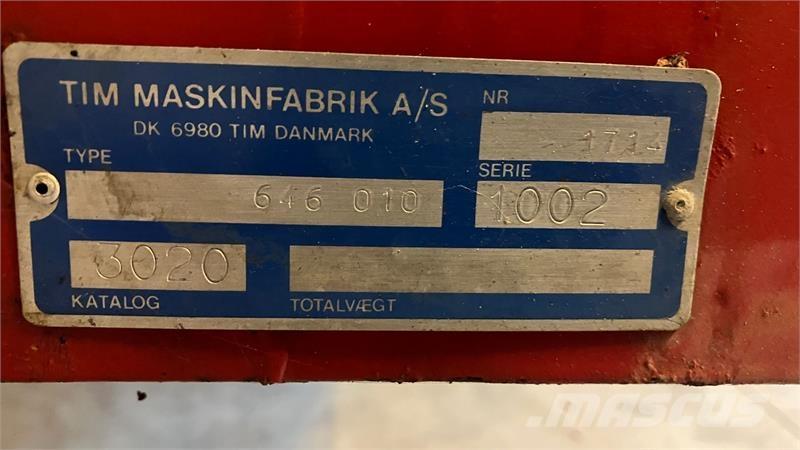 TIM MASKINFABRIK A/S
DK 6980 TIM DANMARK
NR
1714
TYPE
646 010
SERIE
1002
3020
KATALOG
TOTALVÆGT
MASCUS